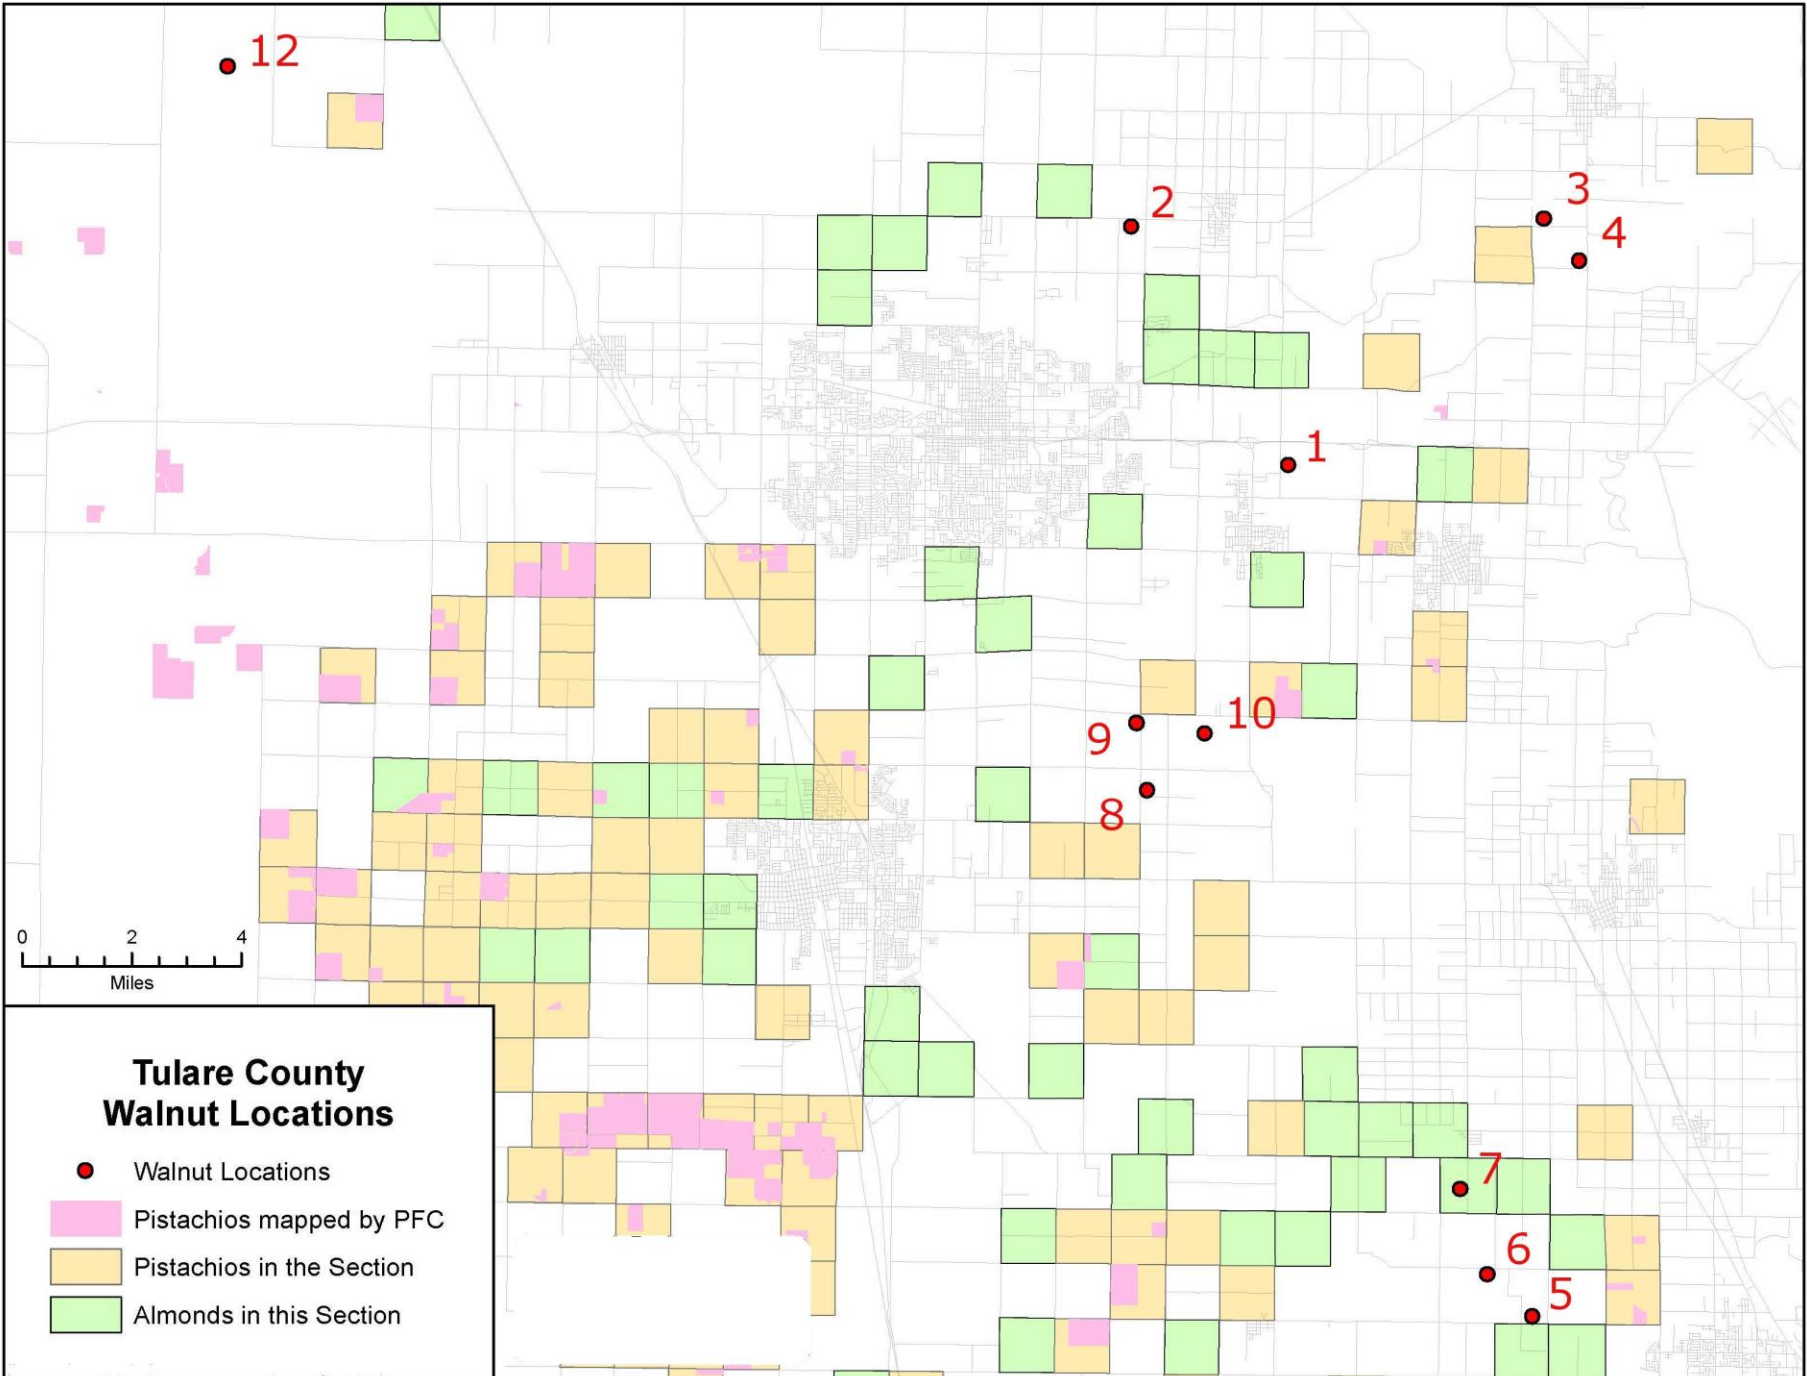 12
2
3
4
1
9
10
8
7
6
5
0 2 4
Miles
Tulare County
Walnut Locations
Walnut Locations
Pistachios mapped by PFC
Pistachios in the Section
Almonds in this Section